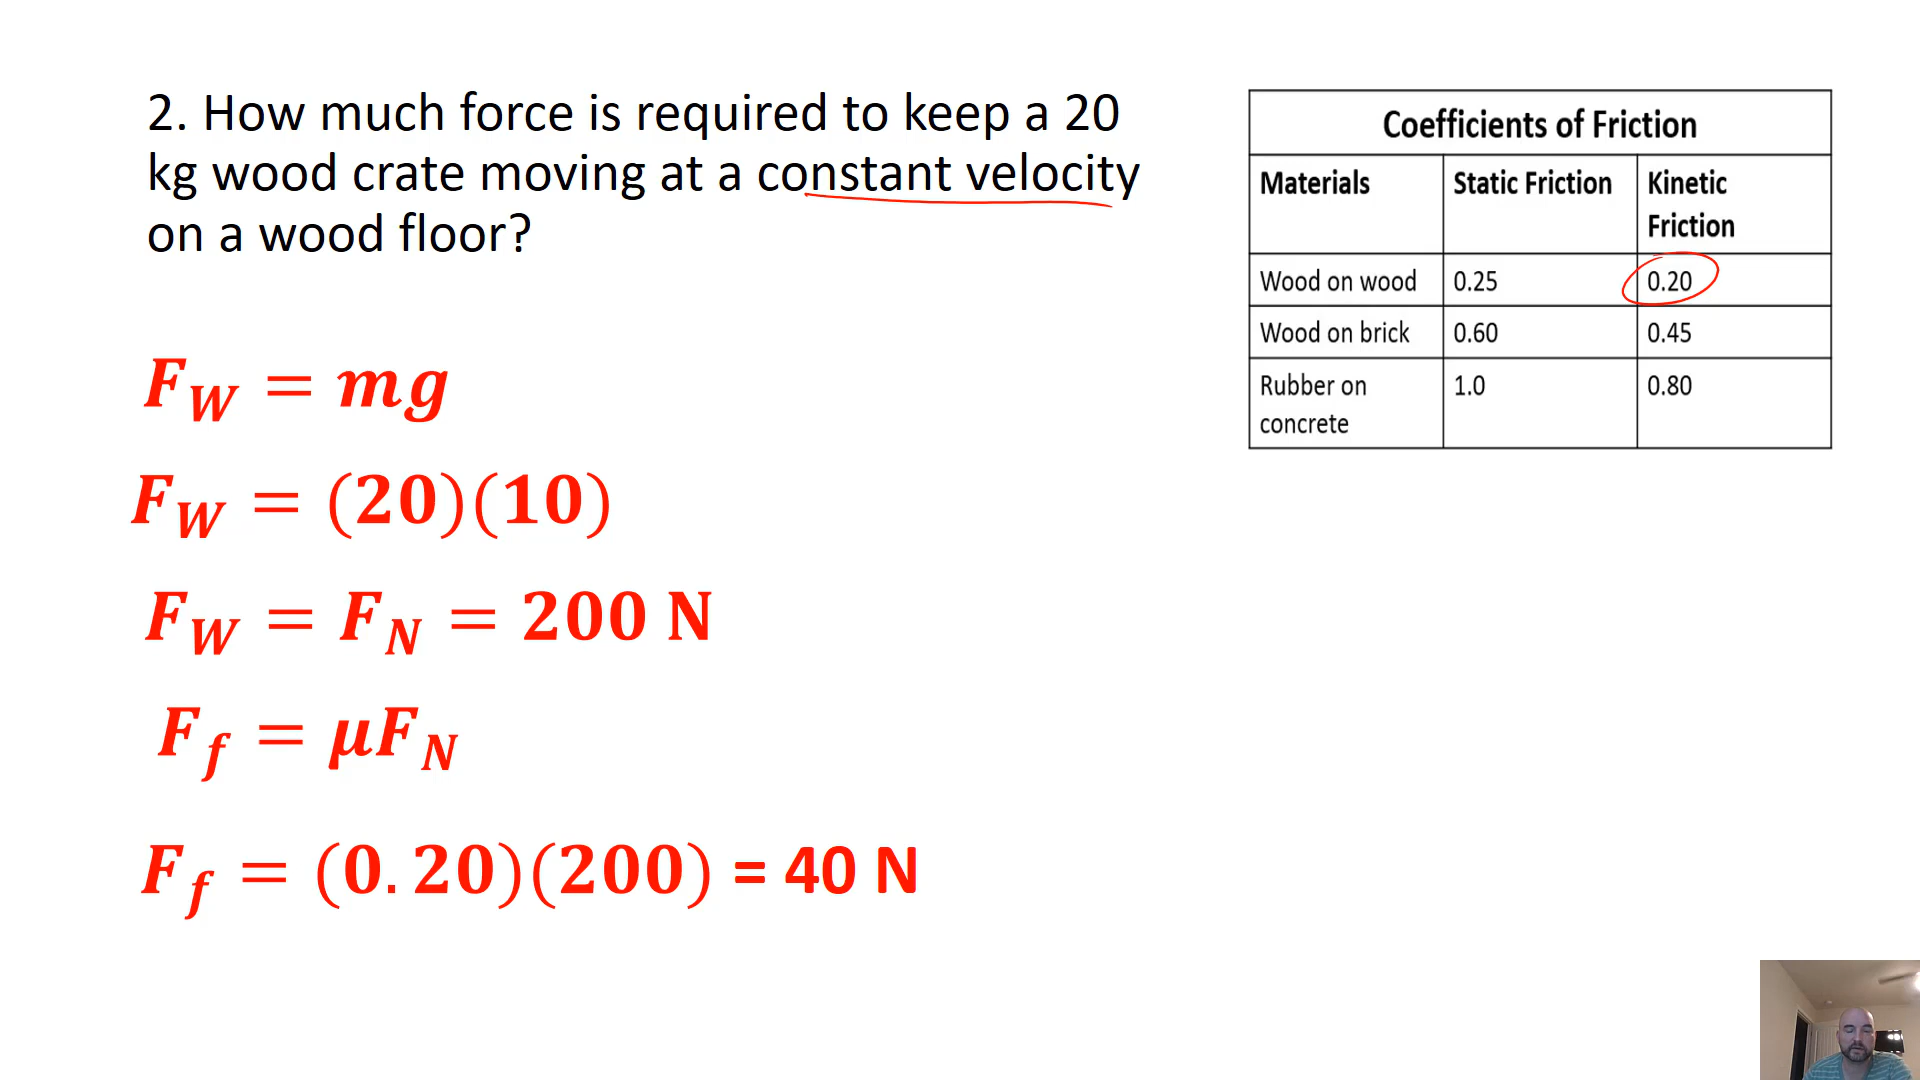 2. How much force is required to keep a 20
kg wood crate moving at a constant velocity
on a wood floor?
F_W = mg
F_W = (20)(10)
F_W = F_N = 200 N
F_f = μF_N
F_f = (0.20)(200) = 40 N
Coefficients of Friction
Materials Static Friction Kinetic
Friction
Wood on wood 0.25 0.20
Wood on brick 0.60 0.45
Rubber on 1.0 0.80
concrete